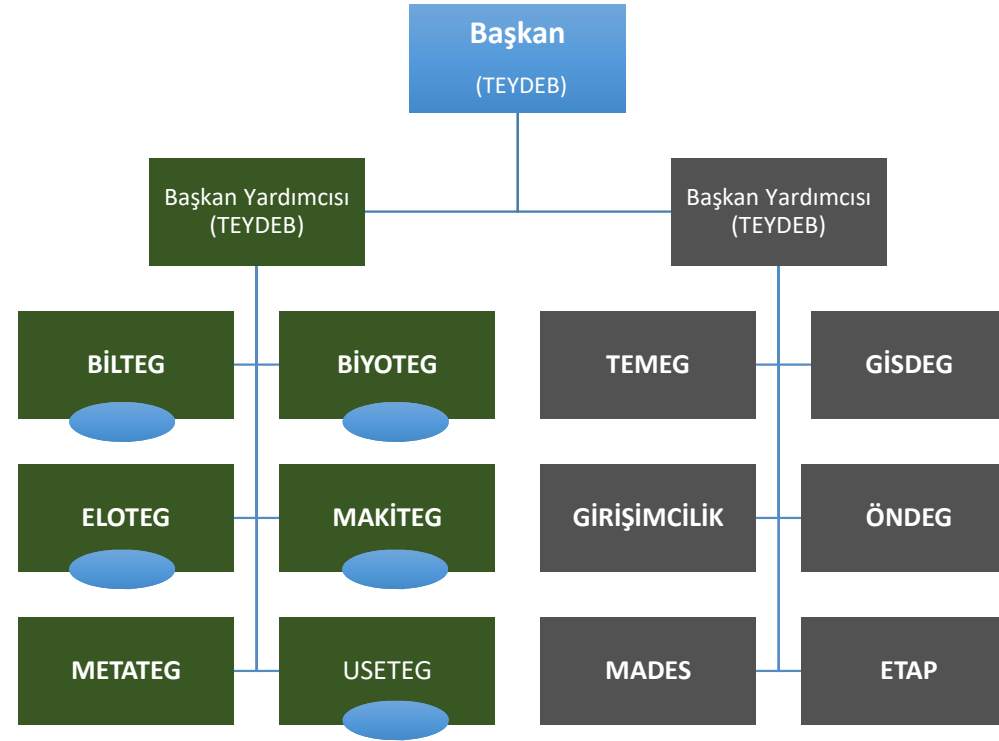 Başkan
(TEYDEB)
Başkan Yardımcısı
(TEYDEB)
Başkan Yardımcısı
(TEYDEB)
BİLTEG
BİYOTEG
TEMEG
GİSDEG
ELOTEG
MAKİTEG
GİRİŞİMCİLİK
ÖNDEG
METATEG
USETEG
MADES
ETAP